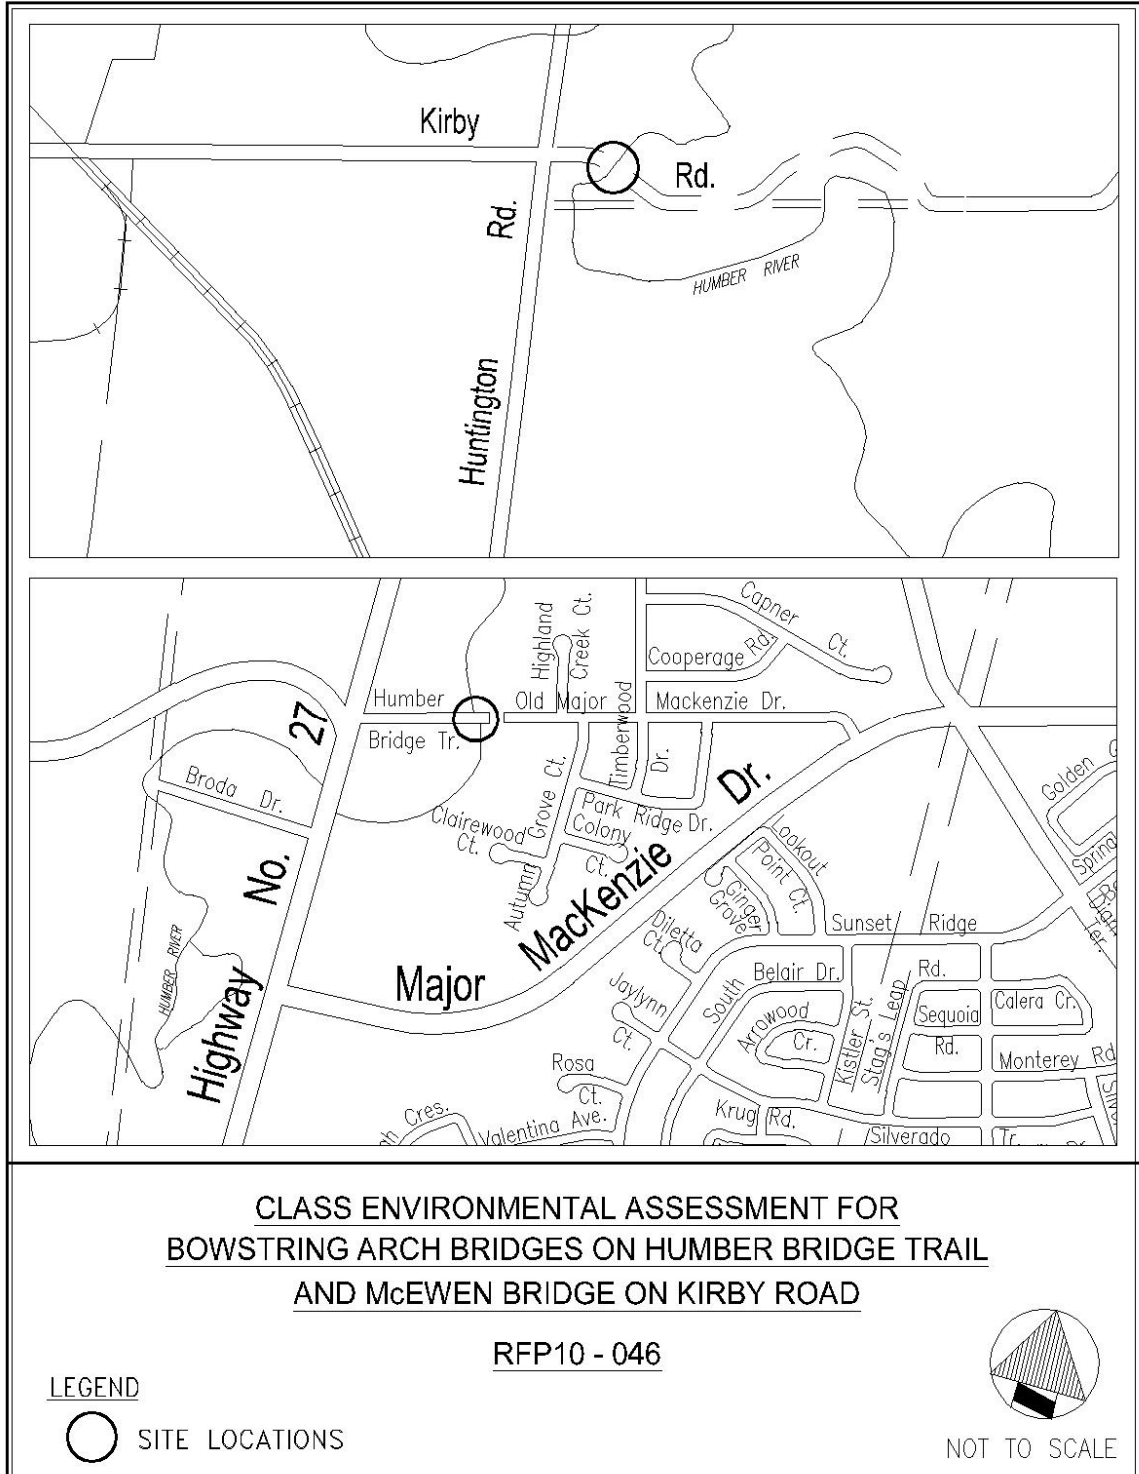 Kirby
Rd.
Rd.
HUMBER RIVER
Huntington
Highland
Creek Ct.
Capner Ct.
Cooperage Rd.
Humber
Bridge Tr.
Old Major Mackenzie Dr.
27
Timberwood
Dr.
Broda Dr.
Grove Ct.
Autumn
Clairewood
Ct.
Park Ridge Dr.
Colony
Ct.
Dr.
MacKenzie
Major
No.
Highway
HUMBER RIVER
Lookout
Point Ct.
Ginger
Grove
Diletta
Ct.
Golden
Spring
Ter.
Sunset Ridge
Belair Dr.
Rd.
South
Jaylynn
Ct.
Arrowood
Cr.
Kistler St.
Stag's Leap
Sequoia
Rd.
Calera Cr.
Monterey Rd
Rosa
Ct.
Cres.
Valentina Ave.
Krug Rd.
Silverado Tr.
CLASS ENVIRONMENTAL ASSESSMENT FOR
BOWSTRING ARCH BRIDGES ON HUMBER BRIDGE TRAIL
AND McEWEN BRIDGE ON KIRBY ROAD
RFP10 - 046
LEGEND
SITE LOCATIONS
NOT TO SCALE